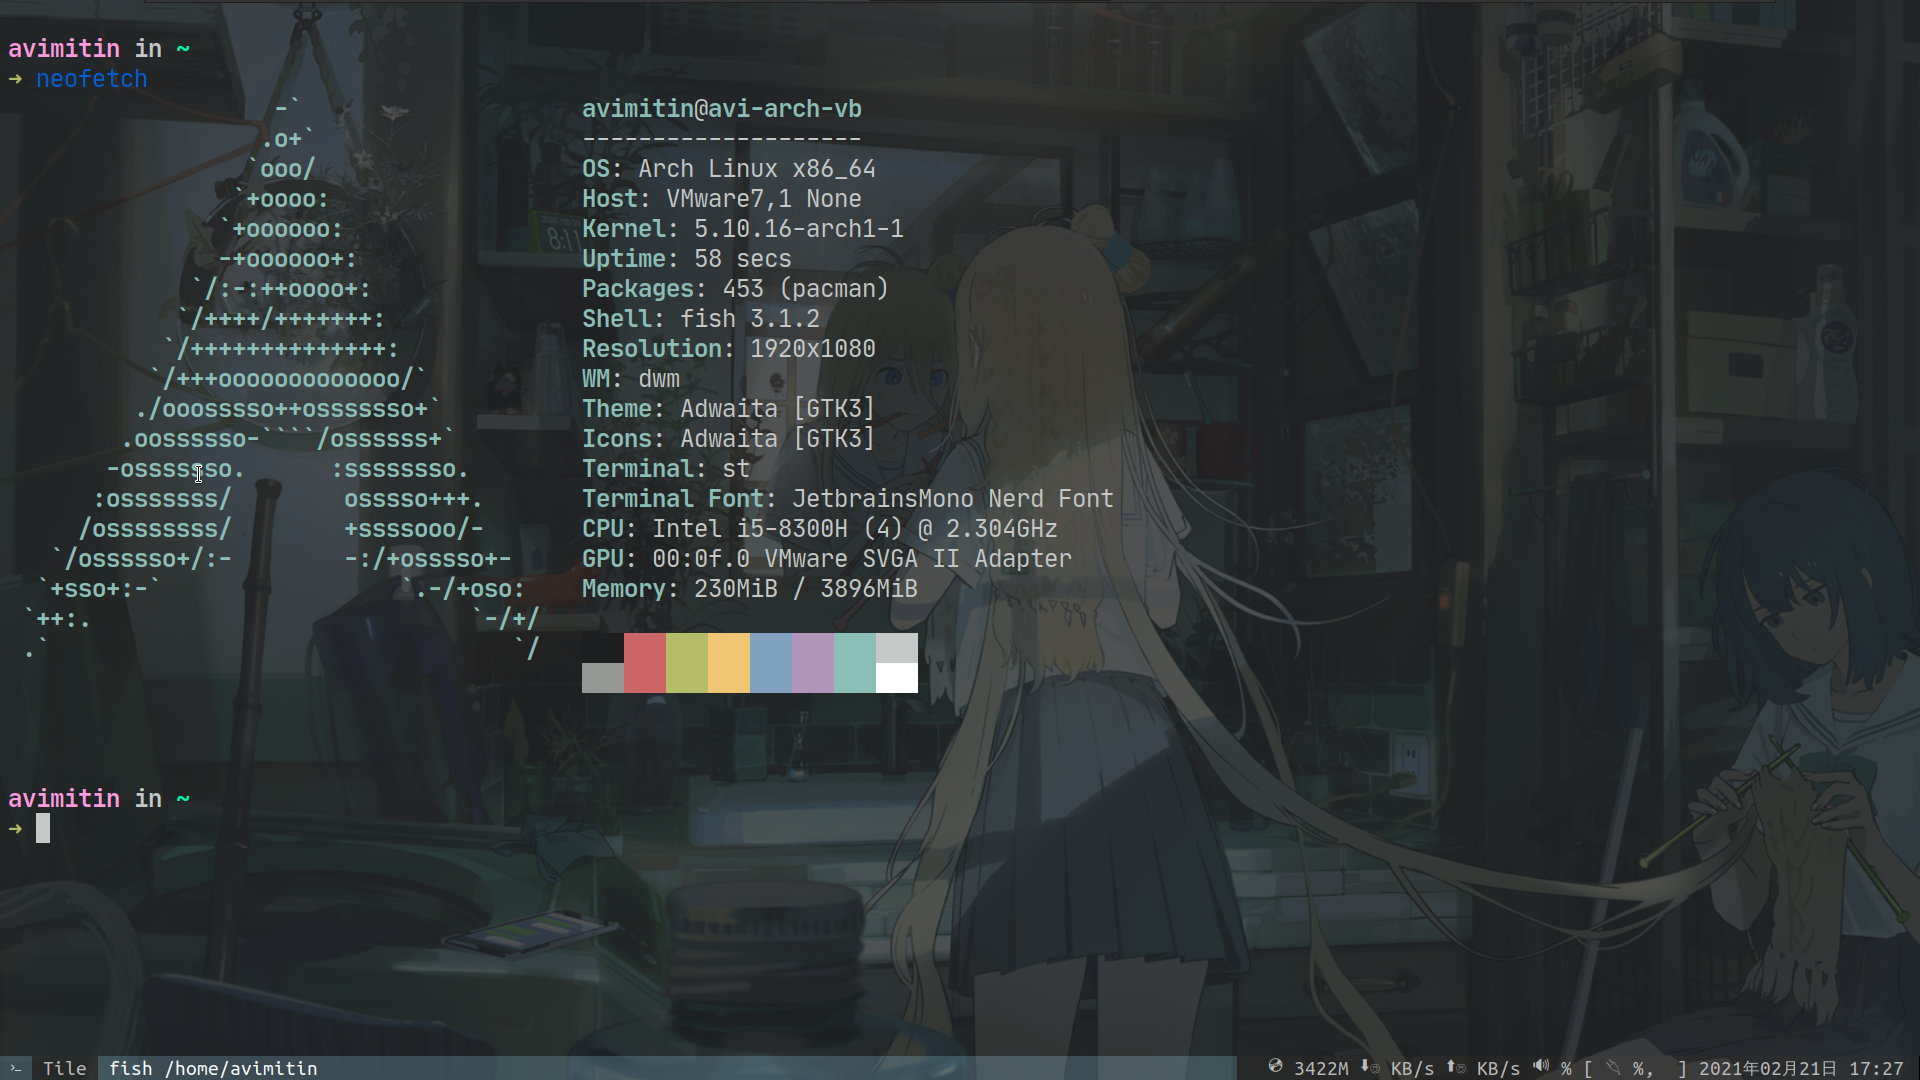 avimitin in ~
➜ neofetch
-`
.o+`
`ooo/
`+oooo:
`+oooooo:
-+oooooo+:
`/:-:++oooo+:
`/++++/+++++++:
`/++++++++++++++:
`/+++ooooooooooooo/`
./ooosssso++osssssso+`
.oossssso-````/ossssss+`
-osssssso. :ssssssso.
:osssssss/ osssso+++.
/ossssssss/ +ssssooo/-
`/ossssso+/:- -:/+osssso+-
`+sso+:-` `.-/+oso:
`++:. `-/+/
.` `/
avimitin@avi-arch-vb
--------------------
OS: Arch Linux x86_64
Host: VMware7,1 None
Kernel: 5.10.16-arch1-1
Uptime: 58 secs
Packages: 453 (pacman)
Shell: fish 3.1.2
Resolution: 1920x1080
WM: dwm
Theme: Adwaita [GTK3]
Icons: Adwaita [GTK3]
Terminal: st
Terminal Font: JetbrainsMono Nerd Font
CPU: Intel i5-8300H (4) @ 2.304GHz
GPU: 00:0f.0 VMware SVGA II Adapter
Memory: 230MiB / 3896MiB
8:11
avimitin in ~
➜
>_ Tile fish /home/avimitin 3422M KB/s KB/s % [ %, ] 2021年02月21日 17:27